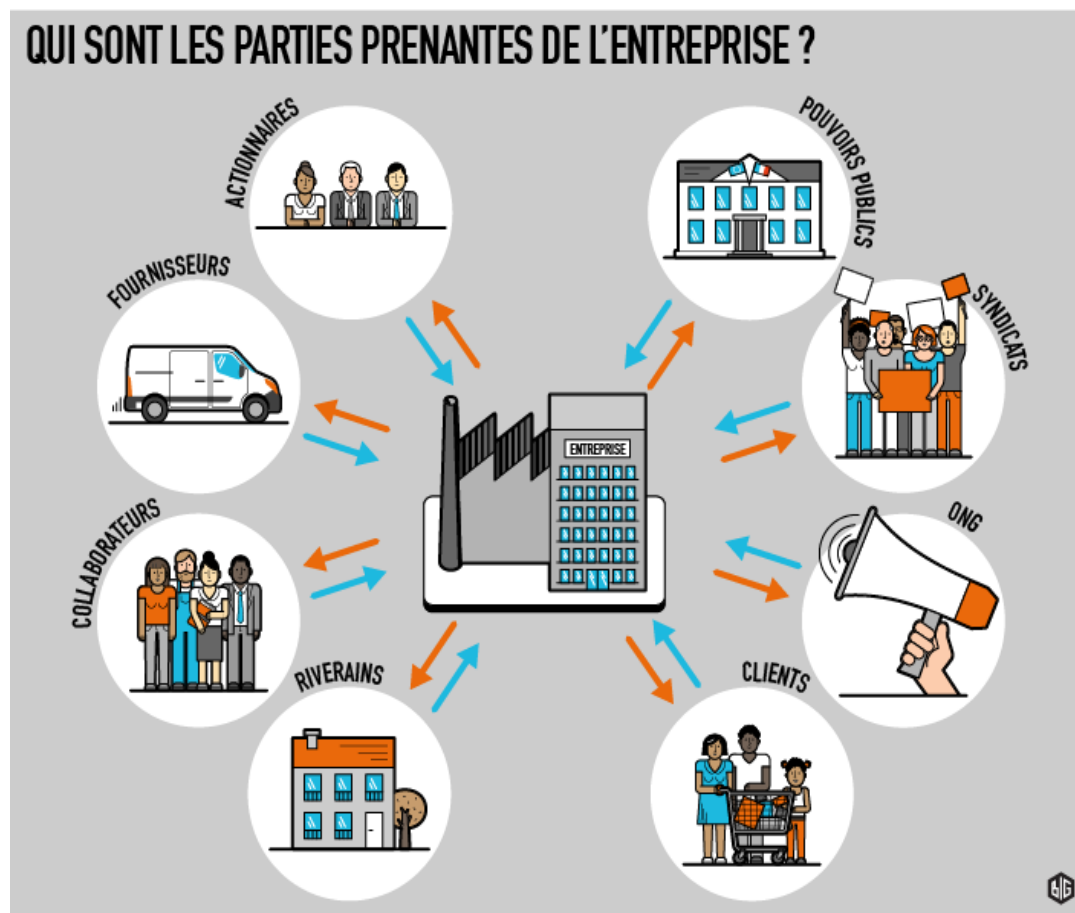 QUI SONT LES PARTIES PRENANTES DE L'ENTREPRISE ?
ACTIONNAIRES
POUVOIRS PUBLICS
FOURNISSEURS
SYNDICATS
ENTREPRISE
COLLABORATEURS
ONG
RIVERAINS
CLIENTS